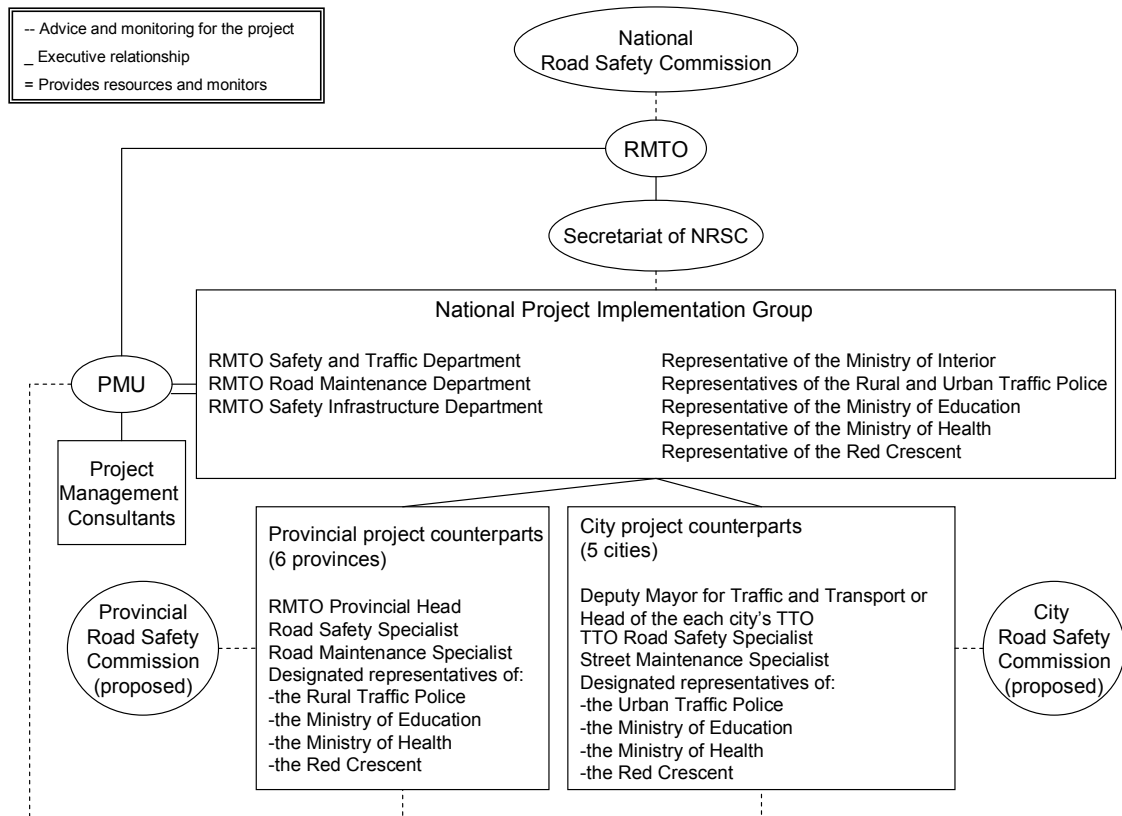 -- Advice and monitoring for the project
_ Executive relationship
= Provides resources and monitors
National
Road Safety Commission
RMTO
Secretariat of NRSC
National Project Implementation Group
RMTO Safety and Traffic Department
RMTO Road Maintenance Department
RMTO Safety Infrastructure Department
Representative of the Ministry of Interior
Representatives of the Rural and Urban Traffic Police
Representative of the Ministry of Education
Representative of the Ministry of Health
Representative of the Red Crescent
PMU
Project
Management
Consultants
Provincial project counterparts
(6 provinces)
RMTO Provincial Head
Road Safety Specialist
Road Maintenance Specialist
Designated representatives of:
-the Rural Traffic Police
-the Ministry of Education
-the Ministry of Health
-the Red Crescent
City project counterparts
(5 cities)
Deputy Mayor for Traffic and Transport or
Head of the each city's TTO
TTO Road Safety Specialist
Street Maintenance Specialist
Designated representatives of:
-the Urban Traffic Police
-the Ministry of Education
-the Ministry of Health
-the Red Crescent
Provincial
Road Safety
Commission
(proposed)
City
Road Safety
Commission
(proposed)